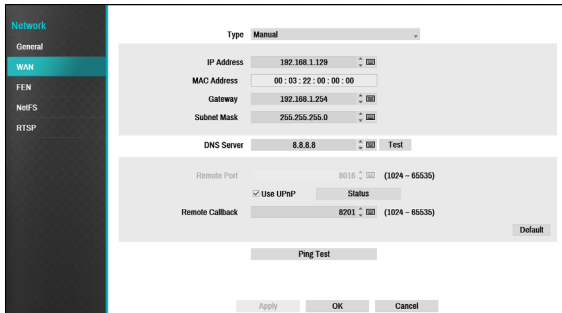 Network
General
WAN
FEN
NetFS
RTSP
Type Manual
IP Address 192.168.1.129
MAC Address 00 : 03 : 22 : 00 : 00 : 00
Gateway 192.168.1.254
Subnet Mask 255.255.255.0
DNS Server 8.8.8.8 Test
Remote Port 8016 (1024 ~ 65535)
Use UPnP Status
Remote Callback 8201 (1024 ~ 65535)
Default
Ping Test
Apply OK Cancel